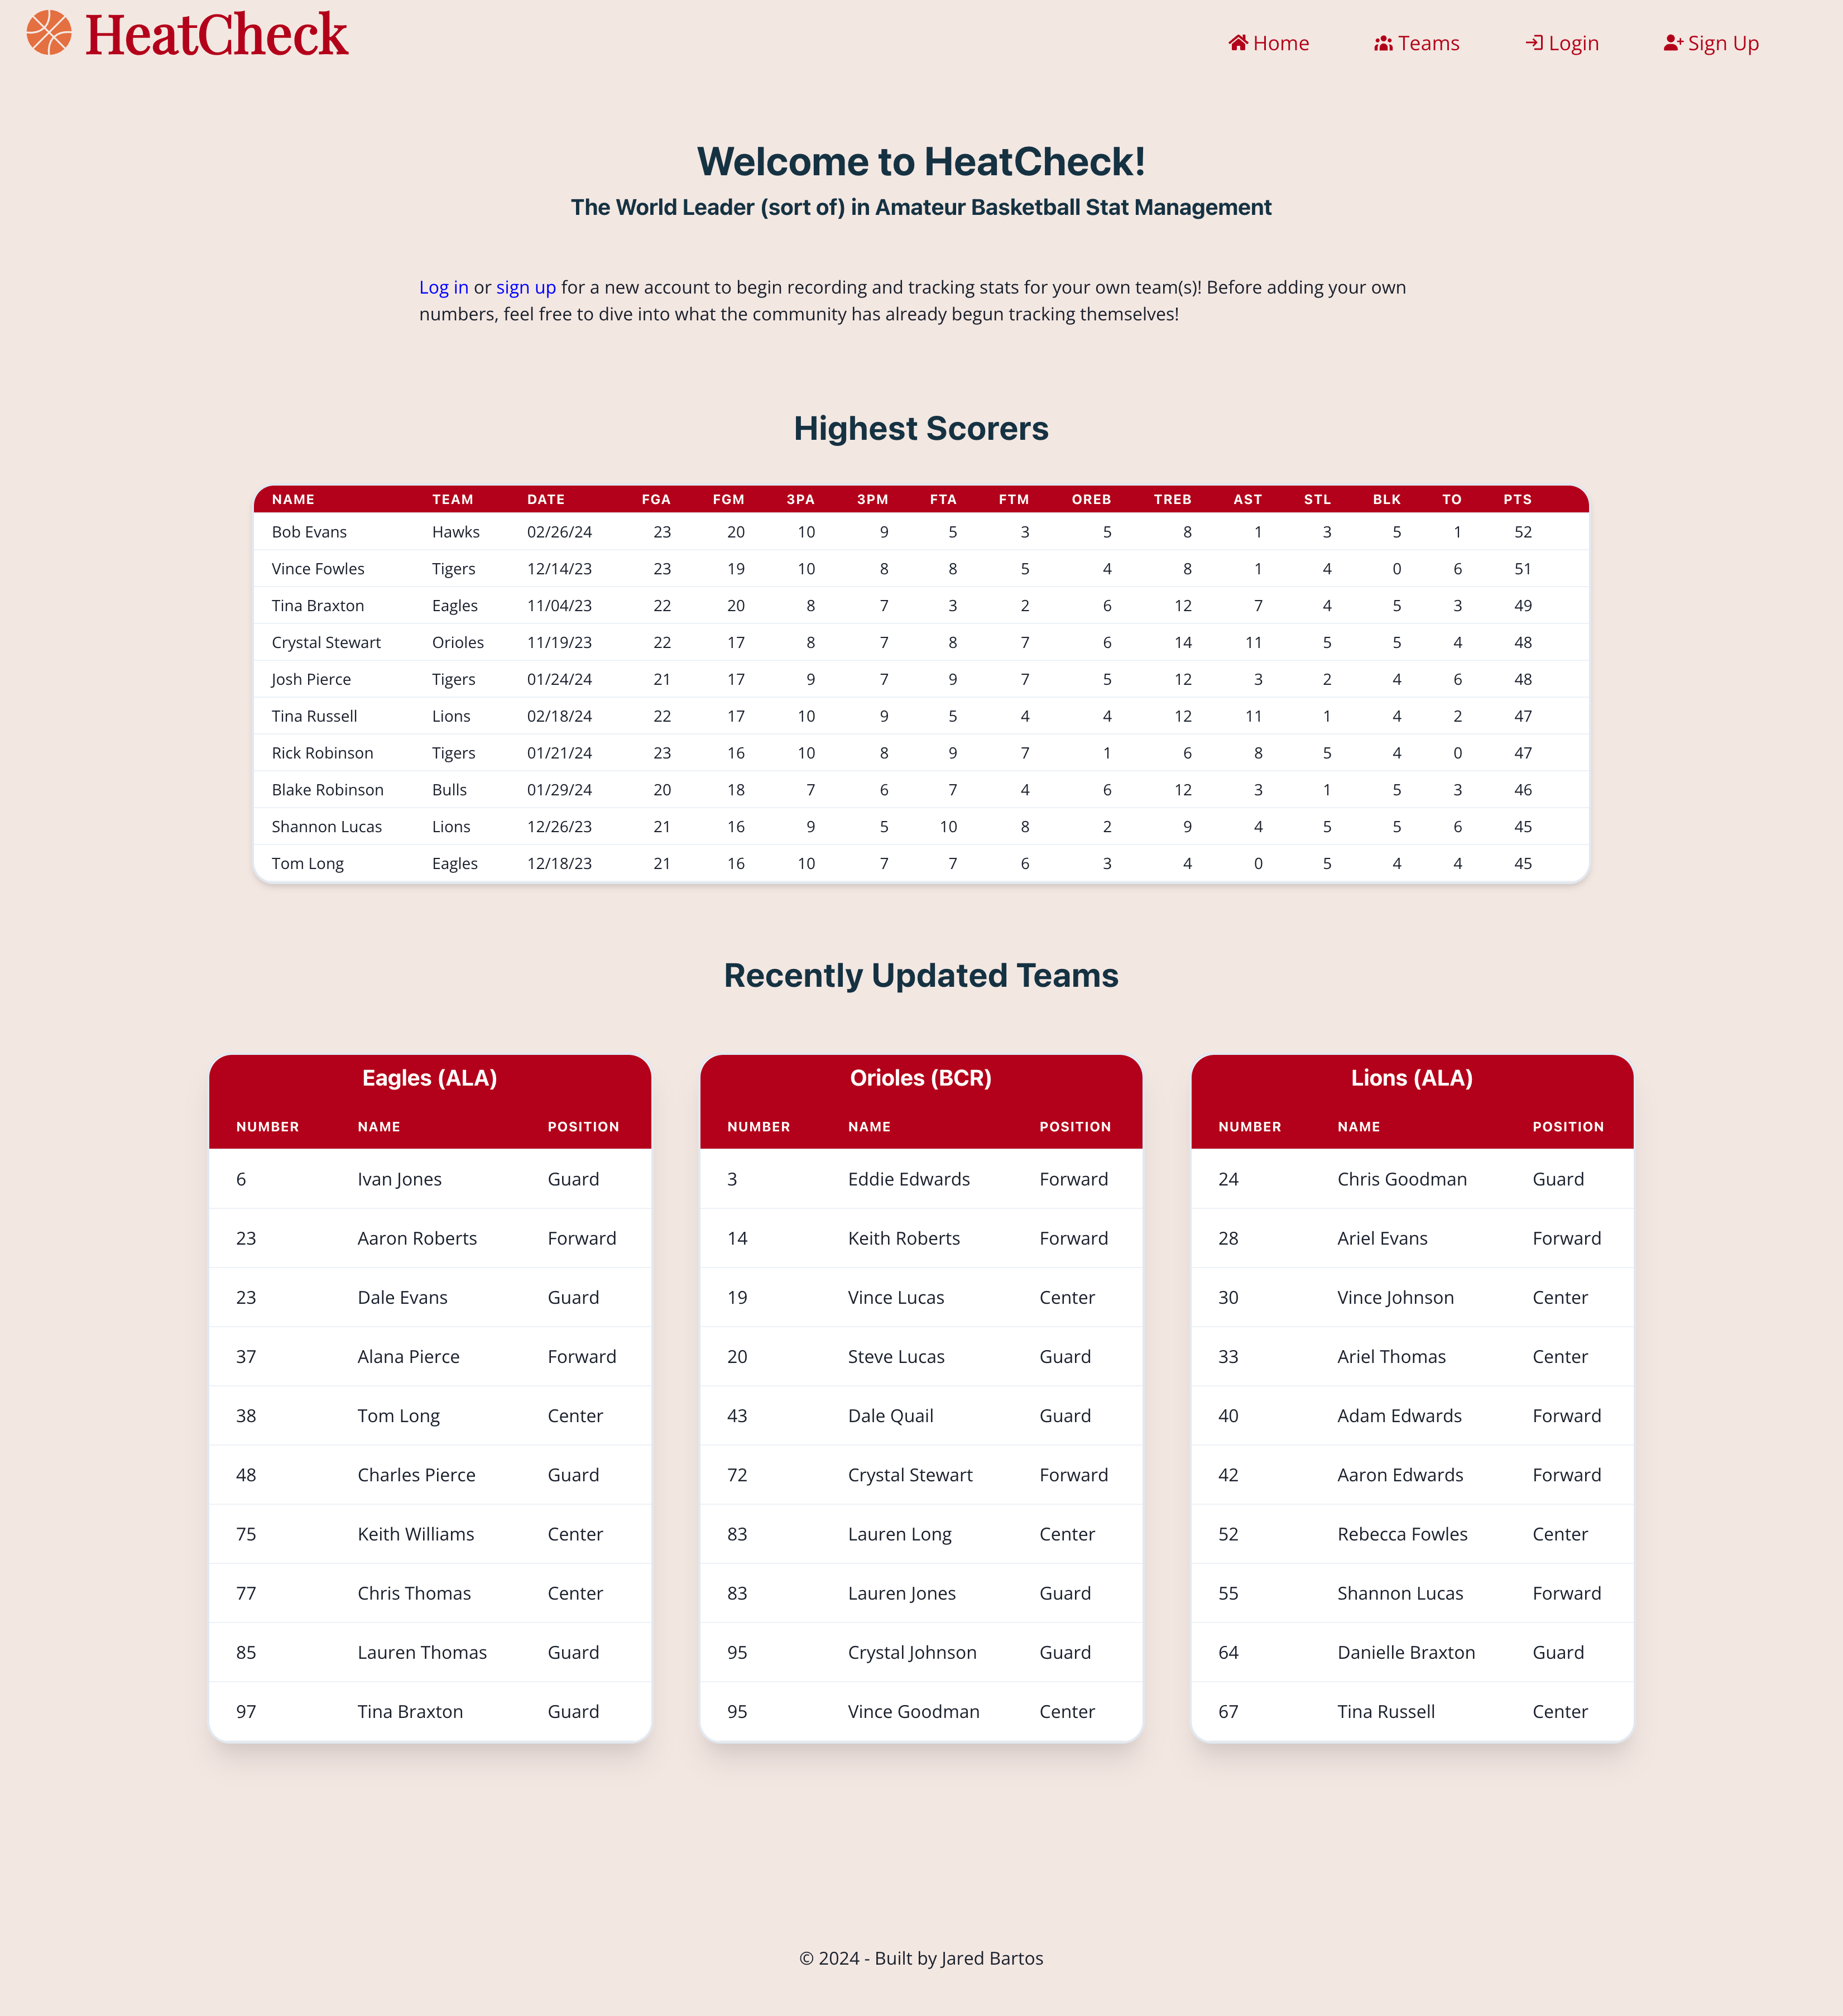 HeatCheck
Home Teams Login Sign Up
Welcome to HeatCheck!
The World Leader (sort of) in Amateur Basketball Stat Management
Log in or sign up for a new account to begin recording and tracking stats for your own team(s)! Before adding your own
numbers, feel free to dive into what the community has already begun tracking themselves!
Highest Scorers
NAME TEAM DATE FGA FGM 3PA 3PM FTA FTM OREB TREB AST STL BLK TO PTS
Bob Evans Hawks 02/26/24 23 20 10 9 5 3 5 8 1 3 5 1 52
Vince Fowles Tigers 12/14/23 23 19 10 8 8 5 4 8 1 4 0 6 51
Tina Braxton Eagles 11/04/23 22 20 8 7 3 2 6 12 7 4 5 3 49
Crystal Stewart Orioles 11/19/23 22 17 8 7 8 7 6 14 11 5 5 4 48
Josh Pierce Tigers 01/24/24 21 17 9 7 9 7 5 12 3 2 4 6 48
Tina Russell Lions 02/18/24 22 17 10 9 5 4 4 12 11 1 4 2 47
Rick Robinson Tigers 01/21/24 23 16 10 8 9 7 1 6 8 5 4 0 47
Blake Robinson Bulls 01/29/24 20 18 7 6 7 4 6 12 3 1 5 3 46
Shannon Lucas Lions 12/26/23 21 16 9 5 10 8 2 9 4 5 5 6 45
Tom Long Eagles 12/18/23 21 16 10 7 7 6 3 4 0 5 4 4 45
Recently Updated Teams
Eagles (ALA)
NUMBER NAME POSITION
6 Ivan Jones Guard
23 Aaron Roberts Forward
23 Dale Evans Guard
37 Alana Pierce Forward
38 Tom Long Center
48 Charles Pierce Guard
75 Keith Williams Center
77 Chris Thomas Center
85 Lauren Thomas Guard
97 Tina Braxton Guard
Orioles (BCR)
NUMBER NAME POSITION
3 Eddie Edwards Forward
14 Keith Roberts Forward
19 Vince Lucas Center
20 Steve Lucas Guard
43 Dale Quail Guard
72 Crystal Stewart Forward
83 Lauren Long Center
83 Lauren Jones Guard
95 Crystal Johnson Guard
95 Vince Goodman Center
Lions (ALA)
NUMBER NAME POSITION
24 Chris Goodman Guard
28 Ariel Evans Forward
30 Vince Johnson Center
33 Ariel Thomas Center
40 Adam Edwards Forward
42 Aaron Edwards Forward
52 Rebecca Fowles Center
55 Shannon Lucas Forward
64 Danielle Braxton Guard
67 Tina Russell Center
© 2024 - Built by Jared Bartos